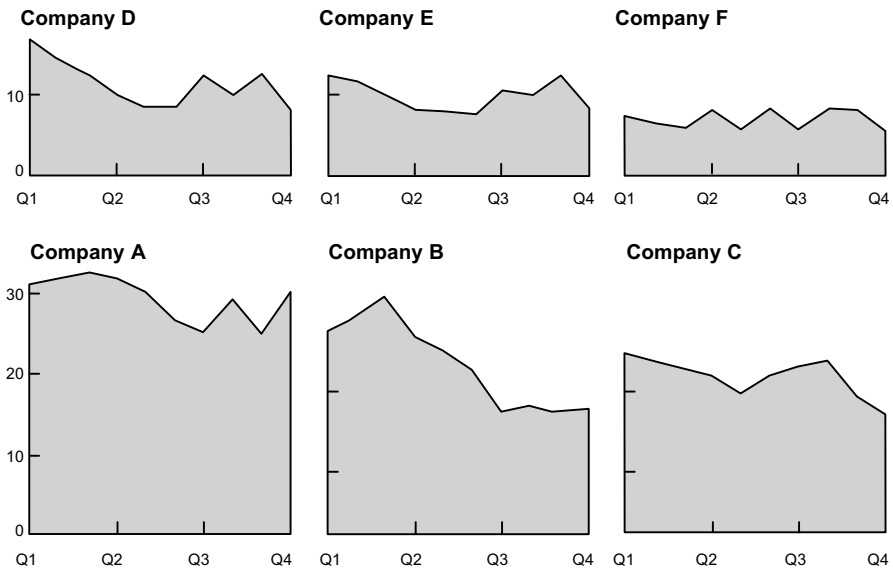 Company D
Company E
Company F
10
0
Q1 Q2 Q3 Q4
Q1 Q2 Q3 Q4
Q1 Q2 Q3 Q4
Company A
Company B
Company C
30
20
10
0
Q1 Q2 Q3 Q4
Q1 Q2 Q3 Q4
Q1 Q2 Q3 Q4